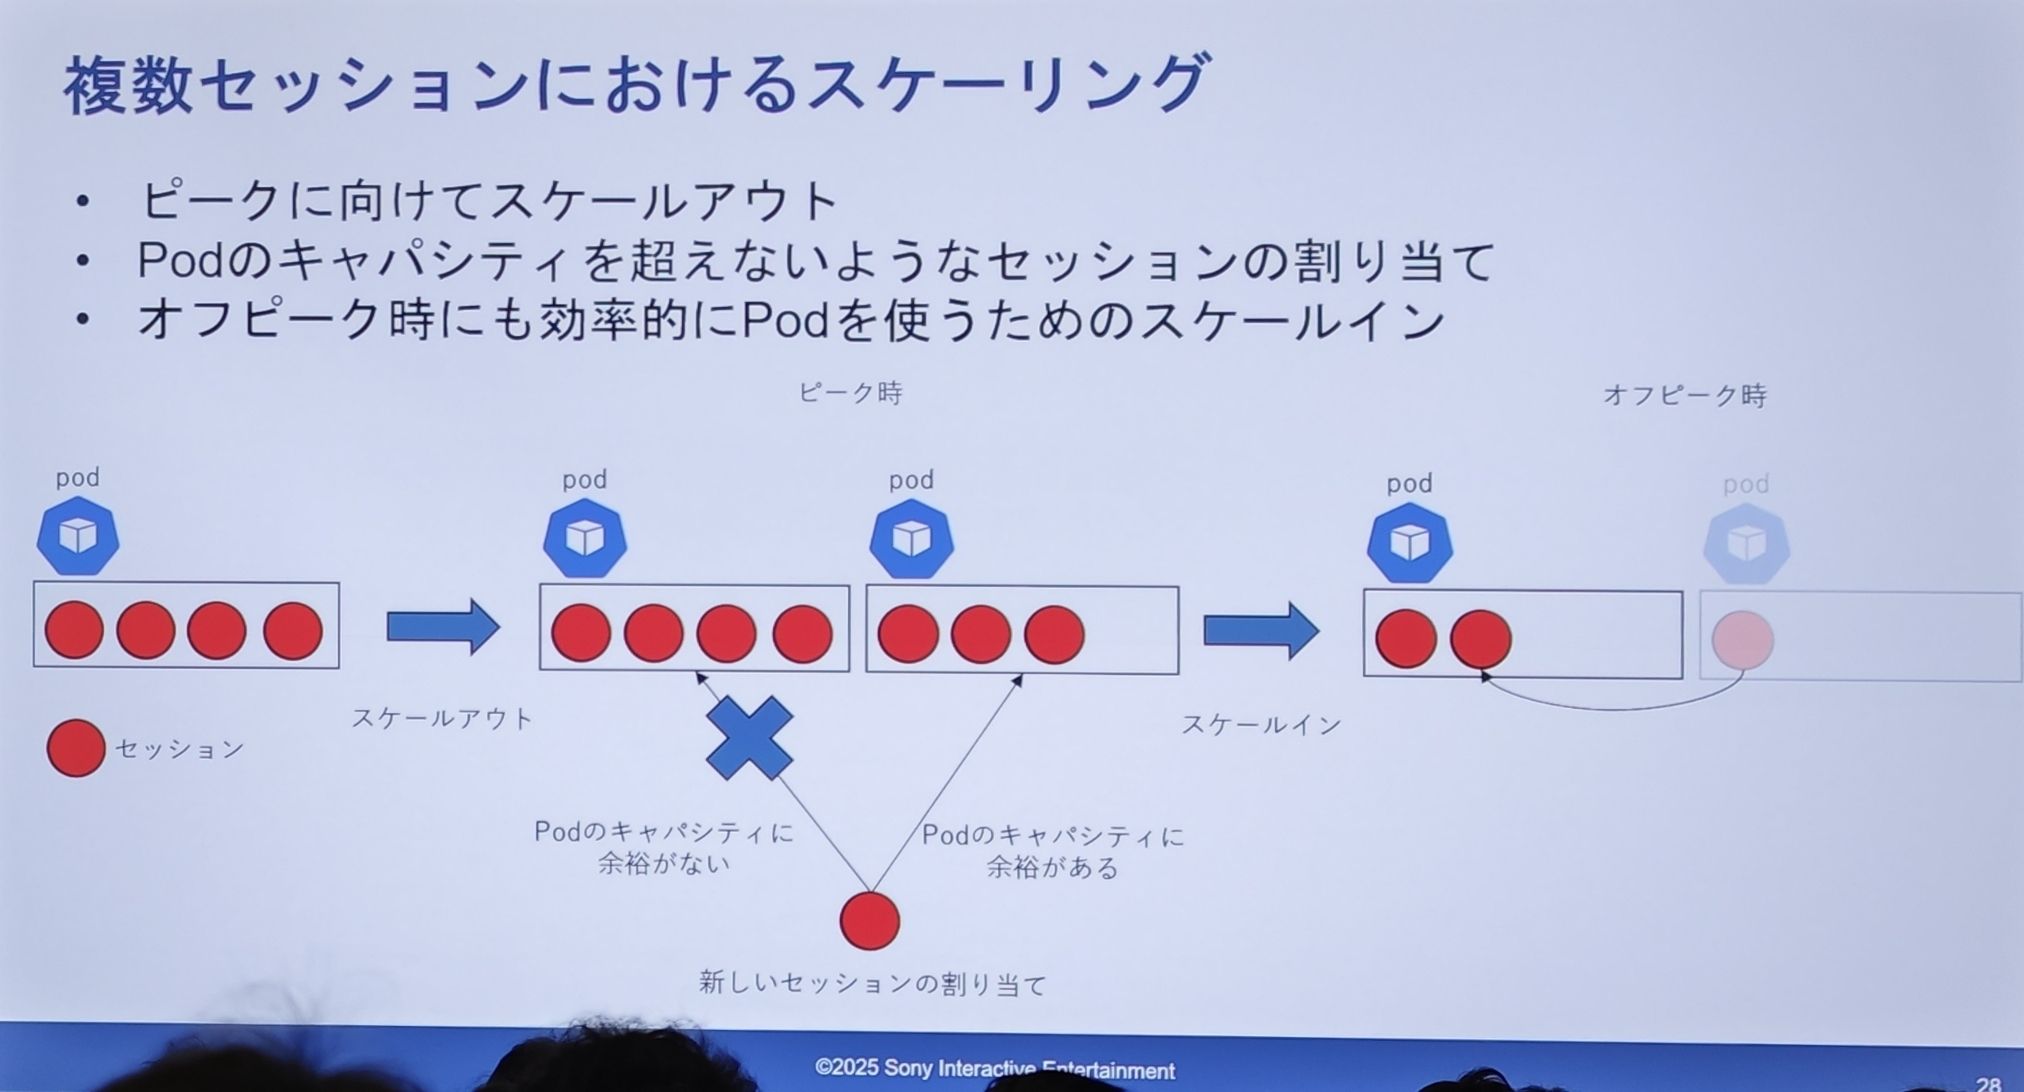 複数セッションにおけるスケーリング
• ピークに向けてスケールアウト
• Podのキャパシティを超えないようなセッションの割り当て
• オフピーク時にも効率的にPodを使うためのスケールイン
ピーク時
オフピーク時
pod
pod
pod
pod
pod
スケールアウト
スケールイン
セッション
Podのキャパシティに
余裕がない
Podのキャパシティに
余裕がある
新しいセッションの割り当て
©2025 Sony Interactive Entertainment
28